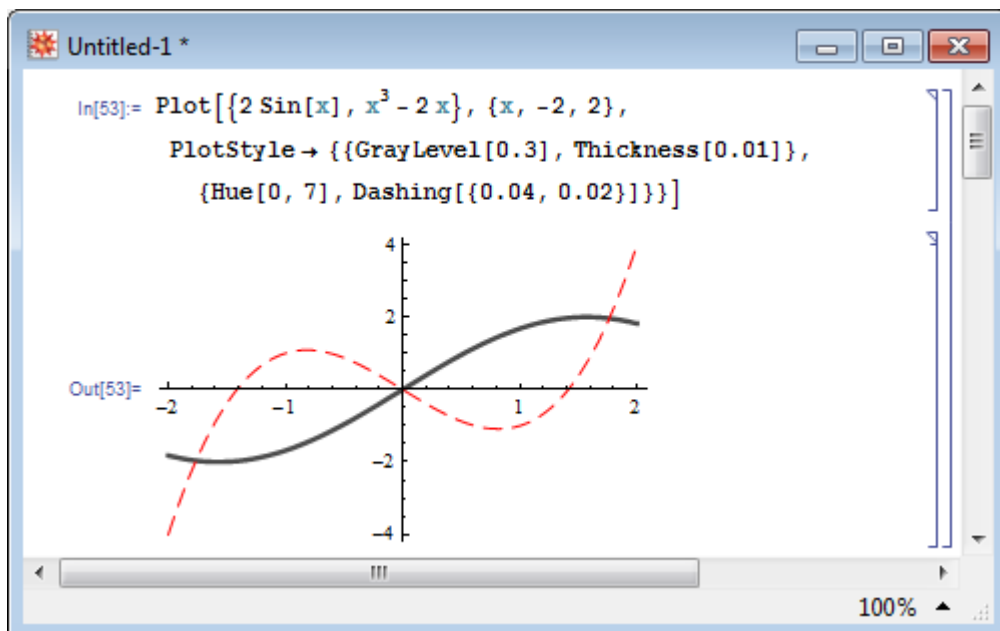 Untitled-1 *
In[53]:= Plot[{2 Sin[x], x³ - 2 x}, {x, -2, 2},
PlotStyle → {{GrayLevel[0.3], Thickness[0.01]},
{Hue[0, 7], Dashing[{0.04, 0.02}]}}]
4
2
Out[53]=
-2 -1 1 2
-2
-4
100%